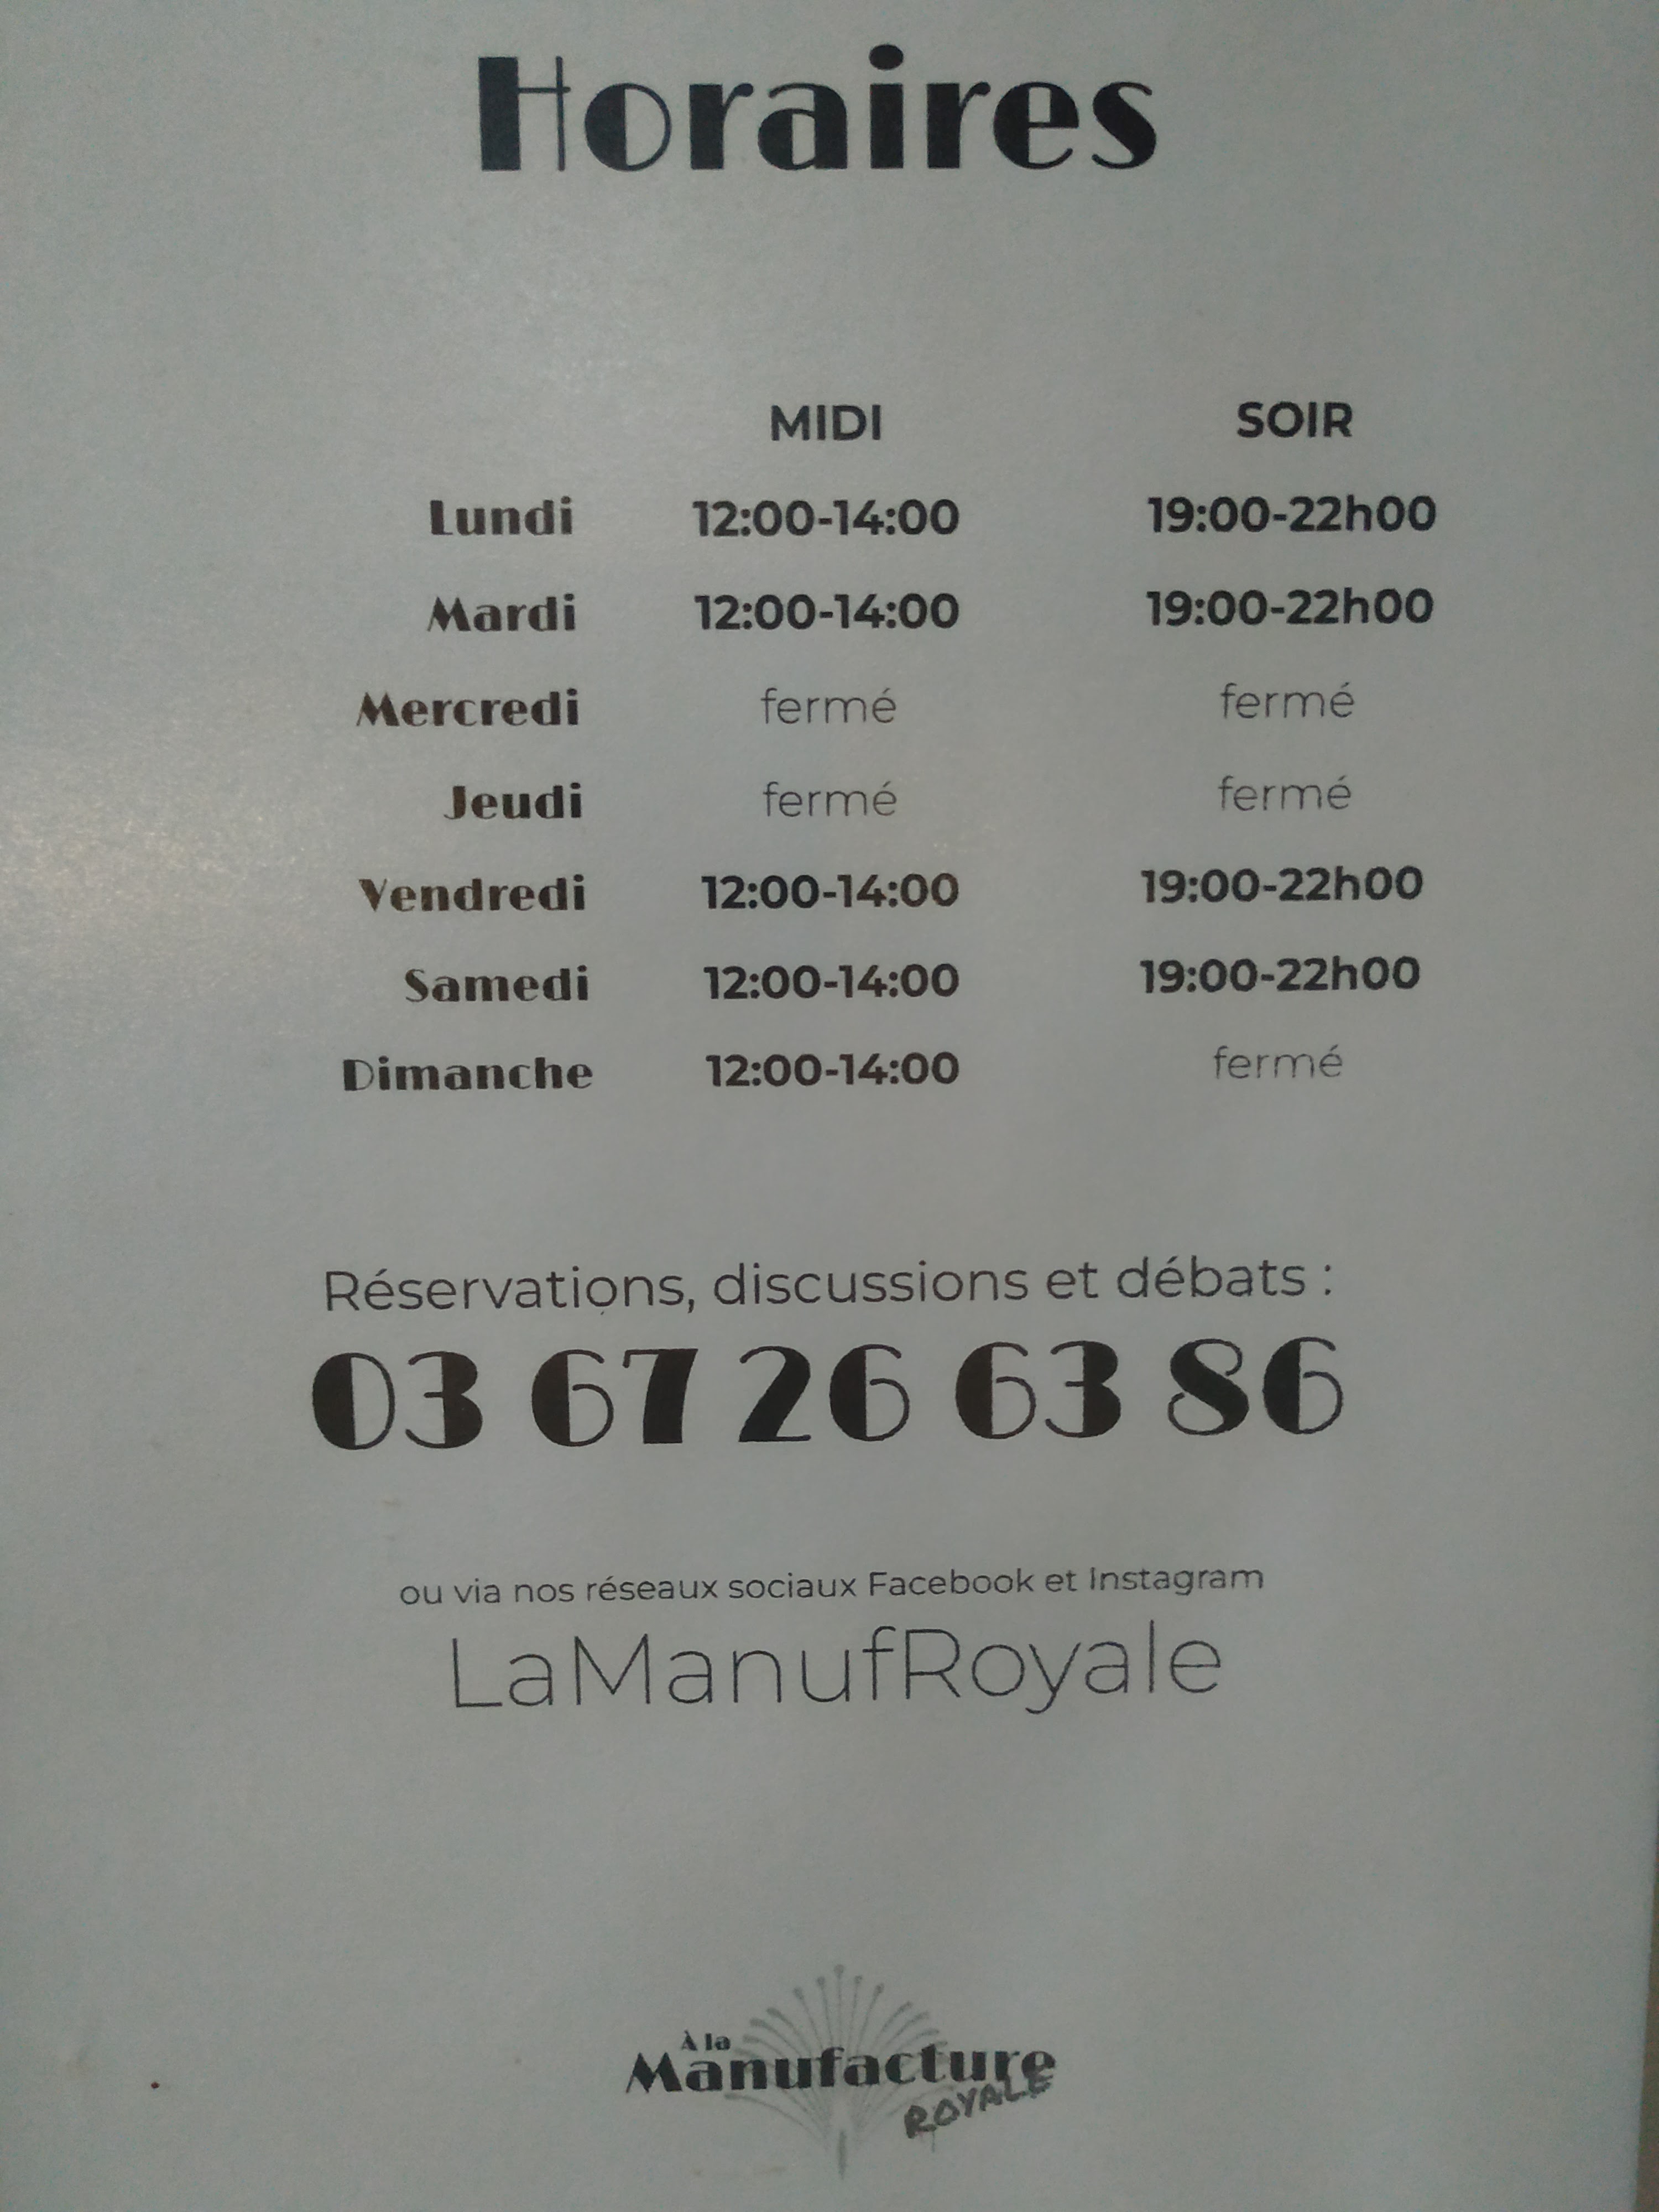 Horaires
MIDI SOIR
Lundi 12:00-14:00 19:00-22h00
Mardi 12:00-14:00 19:00-22h00
Mercredi fermé fermé
Jeudi fermé fermé
Vendredi 12:00-14:00 19:00-22h00
Samedi 12:00-14:00 19:00-22h00
Dimanche 12:00-14:00 fermé
Réservations, discussions et débats :
03 67 26 63 86
ou via nos réseaux sociaux Facebook et Instagram
LaManufRoyale
À la
Manufacture
ROYALE